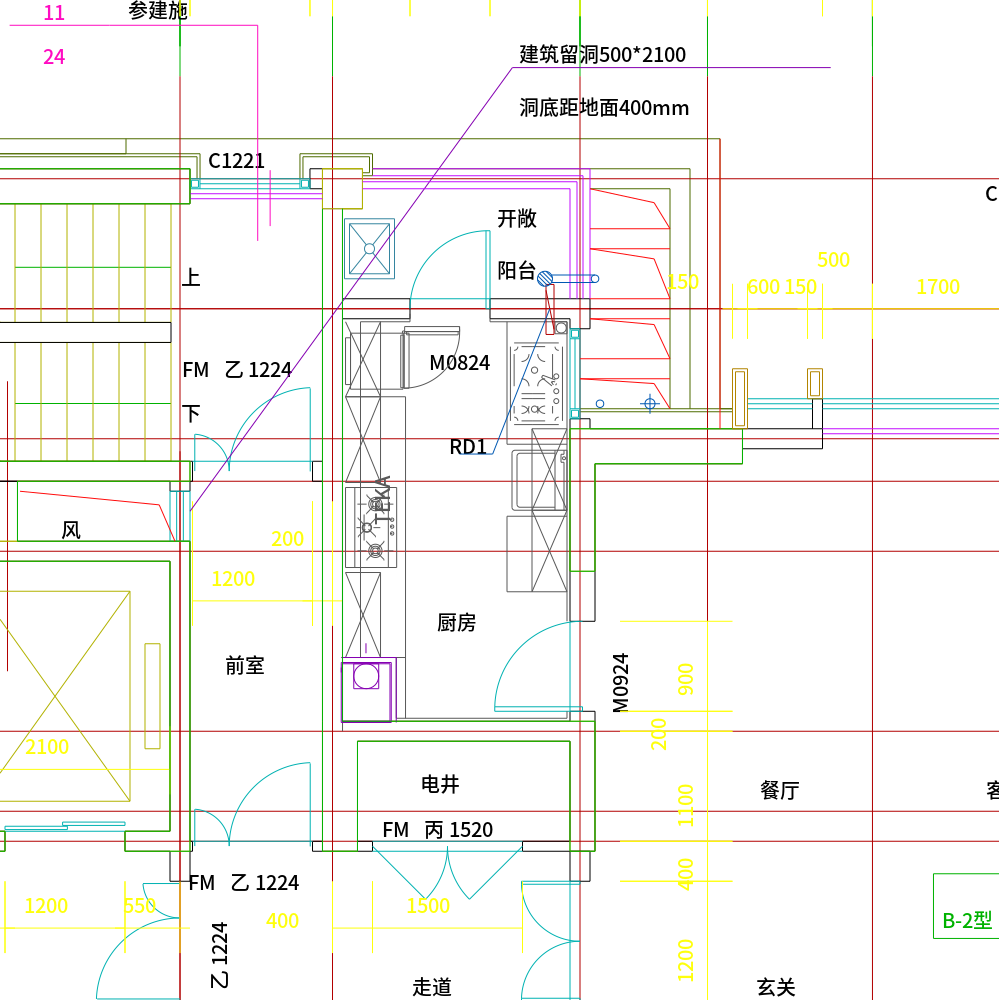 11
参建施
24
建筑留洞500*2100
洞底距地面400mm
C1221
C
开敞
500
上
阳台
150
600
150
1700
FM 乙 1224
M0824
下
RD1
TEKA
风
200
1200
厨房
前室
M0924
900
200
2100
电井
餐厅
客
1100
FM 丙 1520
FM 乙 1224
400
1200
550
400
1500
B-2型
乙 1224
1200
走道
玄关